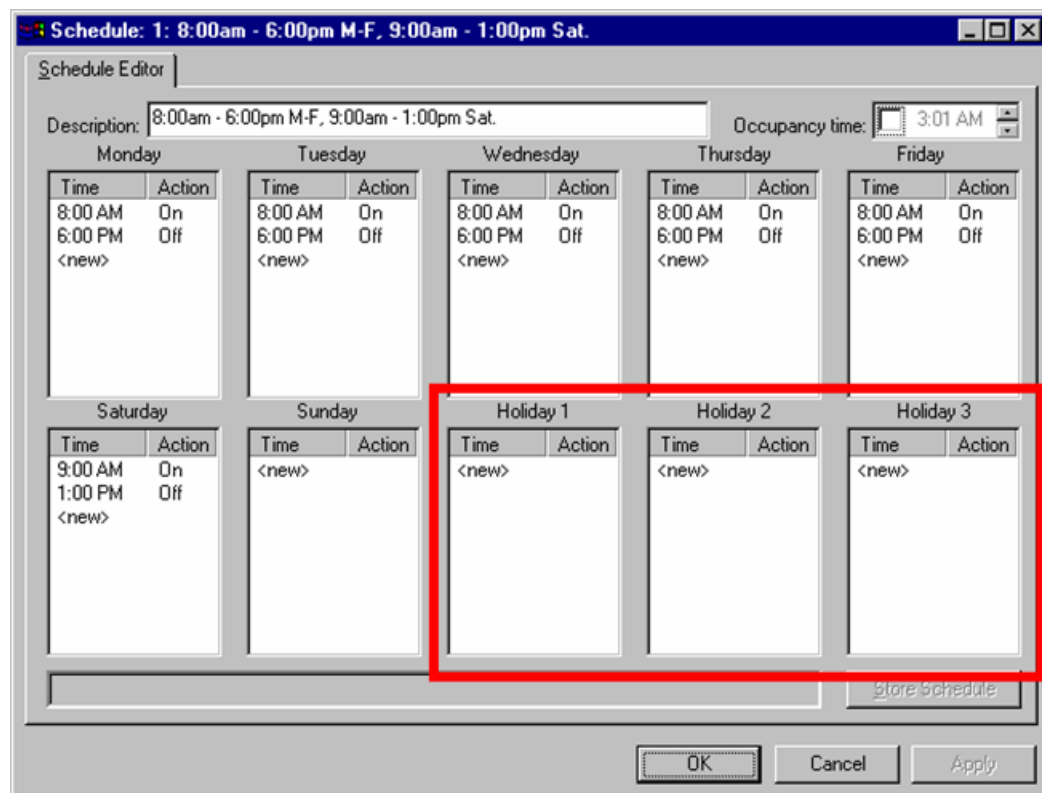 Schedule: 1: 8:00am - 6:00pm M-F, 9:00am - 1:00pm Sat.
Schedule Editor
Description: 8:00am - 6:00pm M-F, 9:00am - 1:00pm Sat. Occupancy time: 3:01 AM
Monday Tuesday Wednesday Thursday Friday
Time Action Time Action Time Action Time Action Time Action
8:00 AM On 8:00 AM On 8:00 AM On 8:00 AM On 8:00 AM On
6:00 PM Off 6:00 PM Off 6:00 PM Off 6:00 PM Off 6:00 PM Off
<new> <new> <new> <new> <new>
Saturday Sunday Holiday 1 Holiday 2 Holiday 3
Time Action Time Action Time Action Time Action Time Action
9:00 AM On <new> <new> <new> <new>
1:00 PM Off
<new>
Store Schedule
OK Cancel Apply